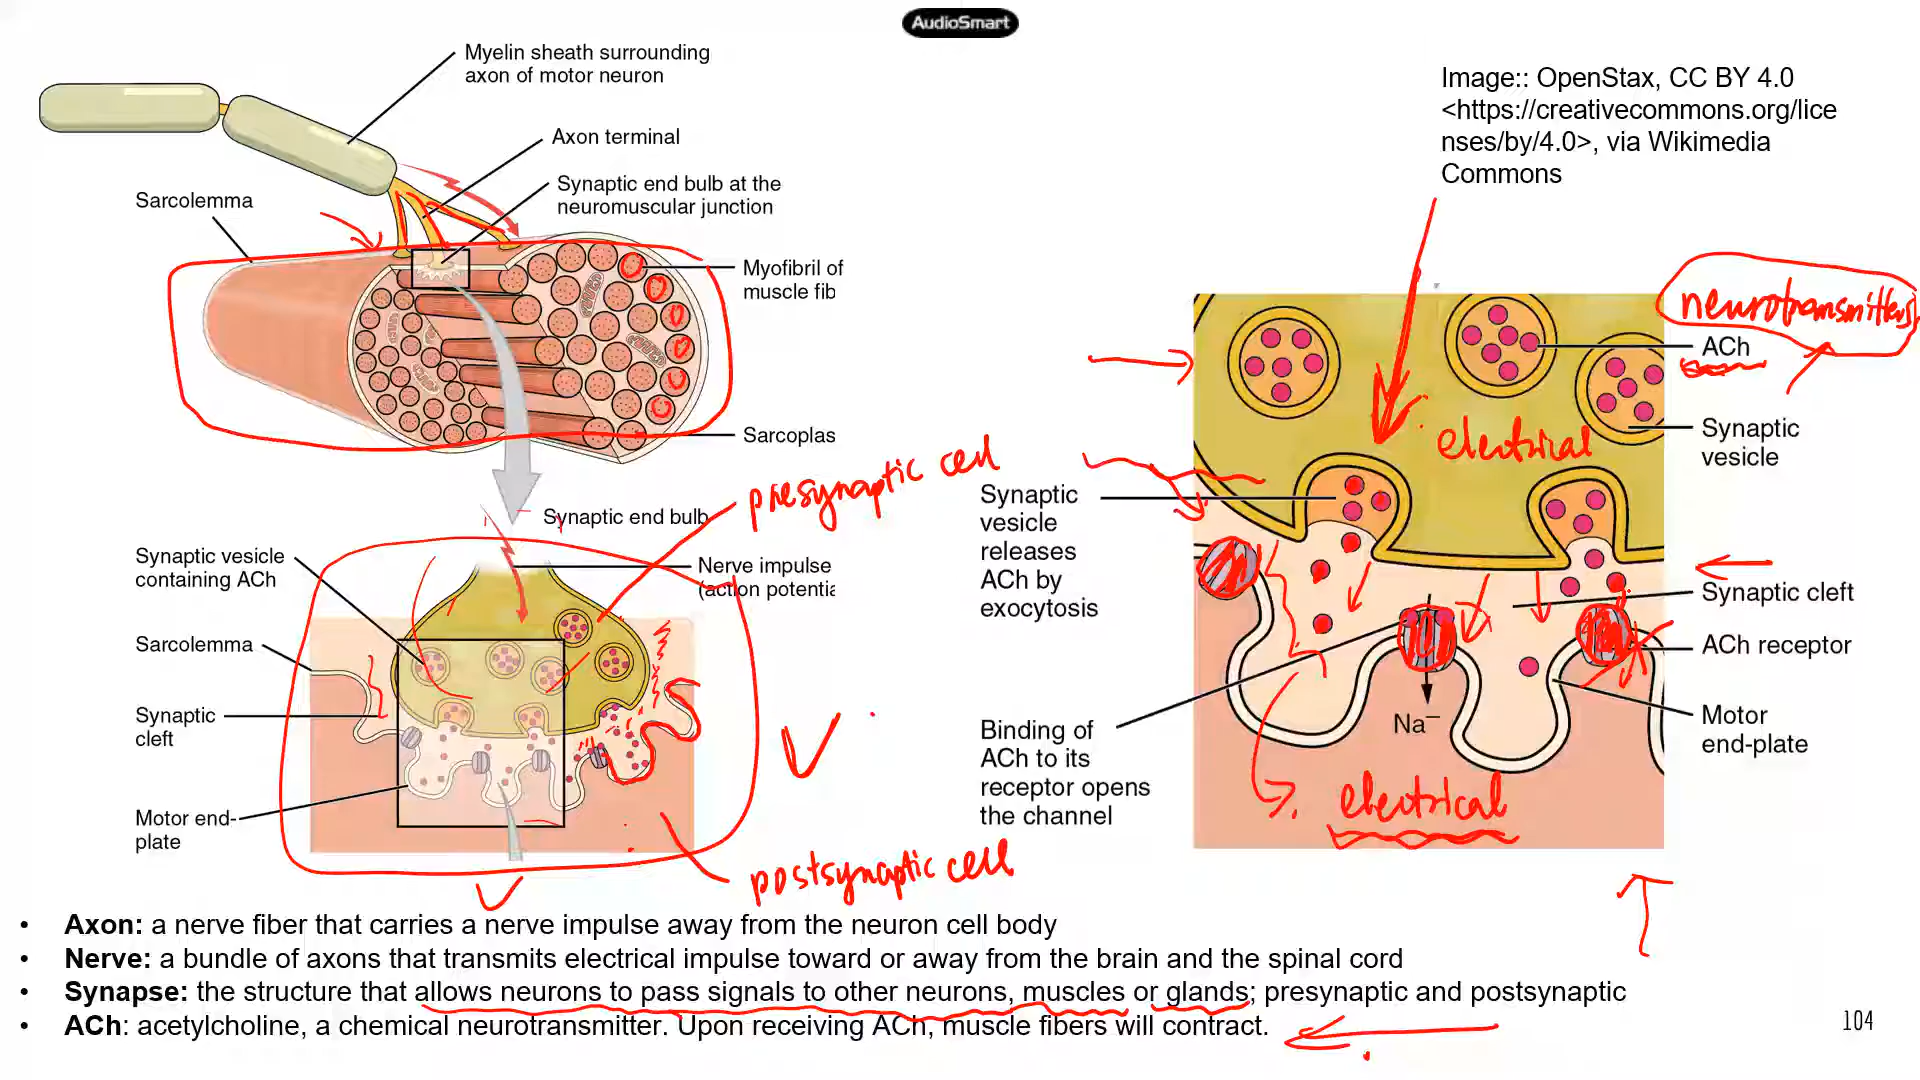 AudioSmart
Myelin sheath surrounding
axon of motor neuron
Axon terminal
Synaptic end bulb at the
neuromuscular junction
Sarcolemma
Myofibril of
muscle fib
Sarcoplas
Synaptic end bulb
Nerve impulse
(action potentia
Synaptic vesicle
containing ACh
Sarcolemma
Synaptic
cleft
Motor end-
plate
presynaptic cell
postsynaptic cell
Image:: OpenStax, CC BY 4.0
<https://creativecommons.org/lice
nses/by/4.0>, via Wikimedia
Commons
neurotransmitters
ACh
Synaptic
vesicle
electrical
Synaptic
vesicle
releases
ACh by
exocytosis
Synaptic cleft
ACh receptor
Binding of
ACh to its
receptor opens
the channel
Na–
Motor
end-plate
electrical
• Axon: a nerve fiber that carries a nerve impulse away from the neuron cell body
• Nerve: a bundle of axons that transmits electrical impulse toward or away from the brain and the spinal cord
• Synapse: the structure that allows neurons to pass signals to other neurons, muscles or glands; presynaptic and postsynaptic
• ACh: acetylcholine, a chemical neurotransmitter. Upon receiving ACh, muscle fibers will contract.
104